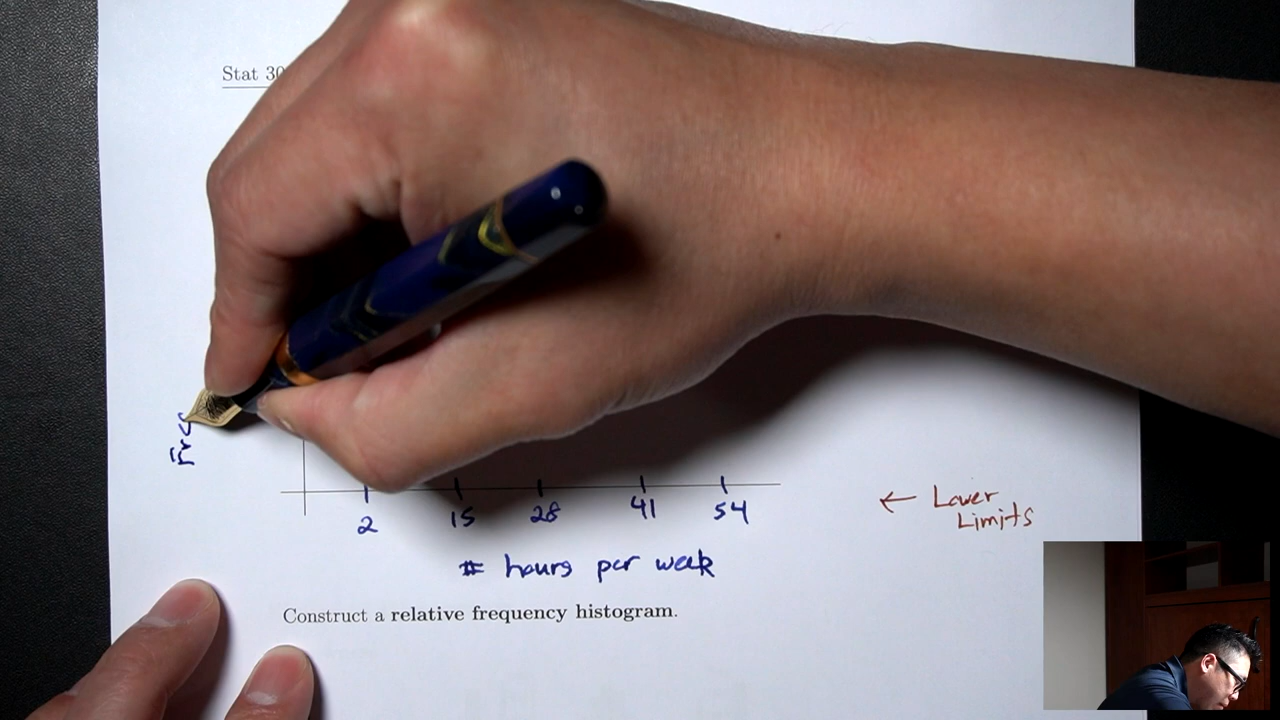 Stat 30
Fre
2 15 28 41 54
← Lower
Limits
# hours per week
Construct a relative frequency histogram.